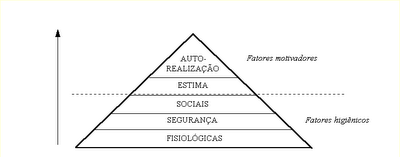 AUTO-
REALIZAÇÃO
Fatores motivadores
ESTIMA
SOCIAIS
SEGURANÇA
Fatores higiênicos
FISIOLÓGICAS